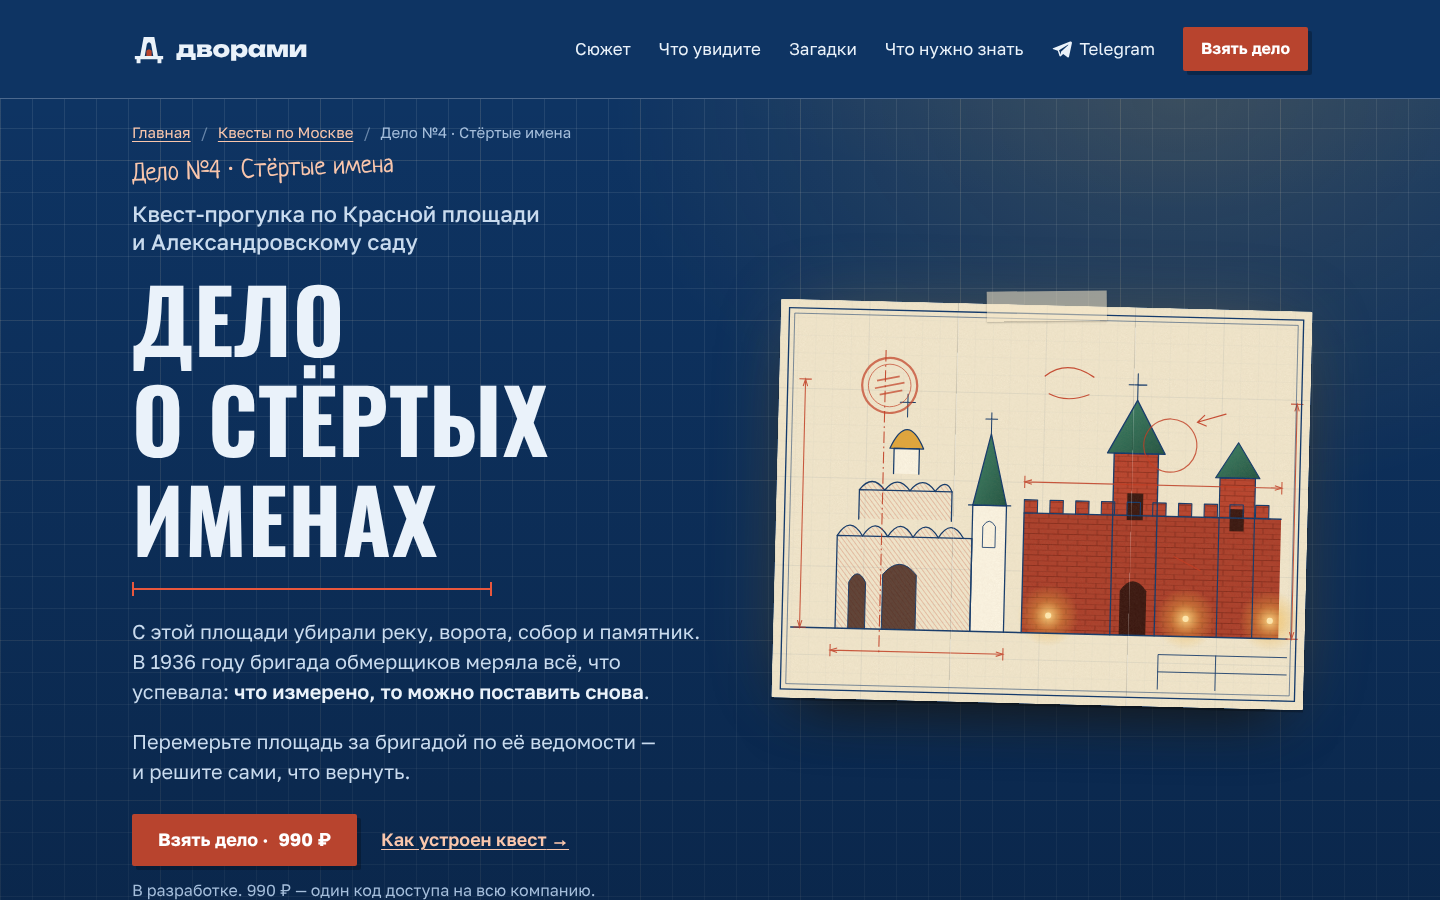 дворами
Сюжет Что увидите Загадки Что нужно знать Telegram Взять дело
Главная / Квесты по Москве / Дело №4 · Стёртые имена
Дело №4 · Стёртые имена
Квест-прогулка по Красной площади
и Александровскому саду
ДЕЛО
О СТЁРТЫХ
ИМЕНАХ
С этой площади убирали реку, ворота, собор и памятник.
В 1936 году бригада обмерщиков меряла всё, что
успевала: что измерено, то можно поставить снова.
Перемерьте площадь за бригадой по её ведомости —
и решите сами, что вернуть.
Взять дело · 990 ₽ Как устроен квест →
В разработке. 990 ₽ — один код доступа на всю компанию.